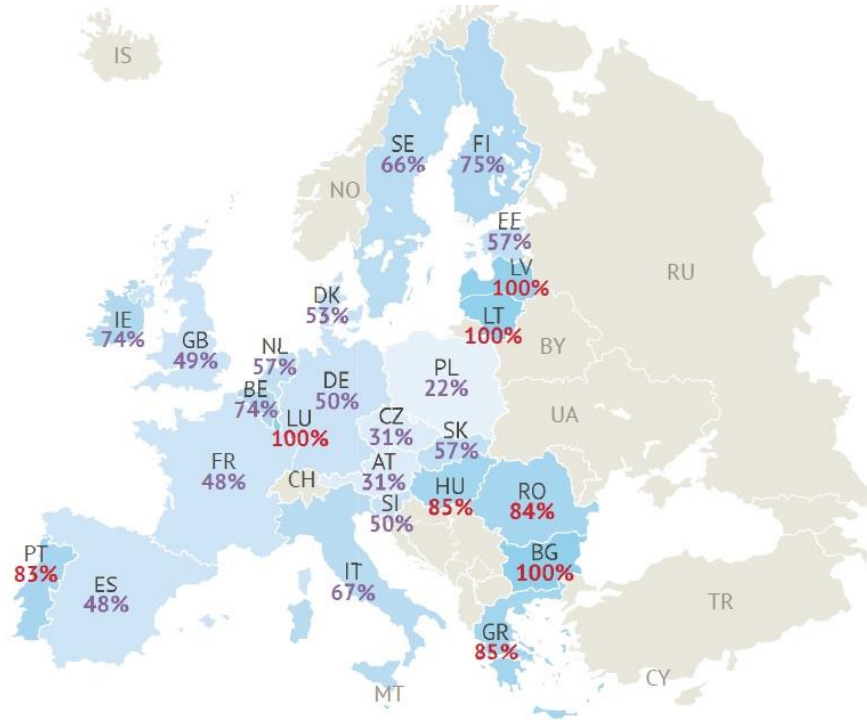 IS
SE
66%
FI
75%
NO
EE
57%
RU
LV
100%
DK
53%
LT
100%
IE
74%
GB
49%
NL
57%
BY
PL
22%
BE
74%
DE
50%
LU
100%
CZ
31%
UA
SK
57%
FR
48%
AT
31%
CH
HU
85%
RO
84%
SI
50%
PT
83%
BG
100%
ES
48%
IT
67%
TR
GR
85%
CY
MT